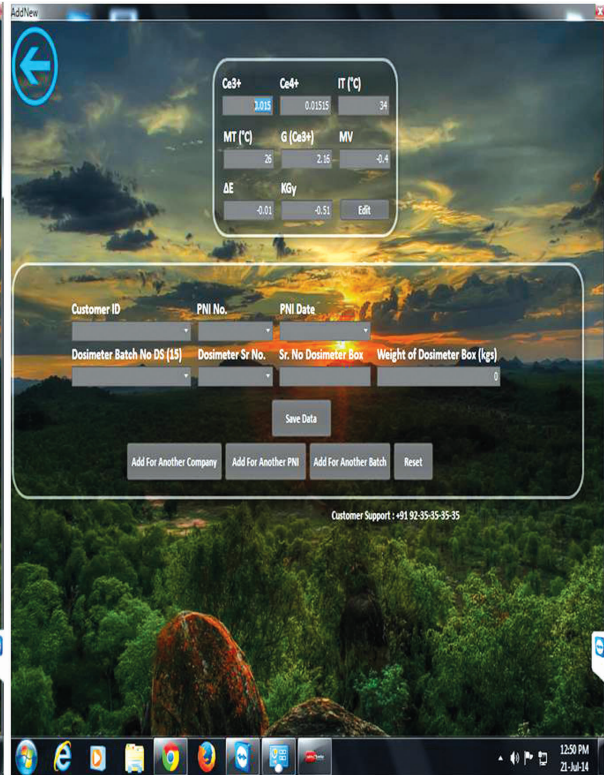 AddNew
Ce3+ Ce4+ IT (°C)
0.015 0.01515 34
MT (°C) G (Ce3+) MV
26 2.16 -0.4
ΔE KGy
-0.01 -0.51 Edit
Customer ID PNI No. PNI Date
Dosimeter Batch No DS (15) Dosimeter Sr No. Sr. No Dosimeter Box Weight of Dosimeter Box (kgs)
0
Save Data
Add For Another Company Add For Another PNI Add For Another Batch Reset
Customer Support : +91 92-35-35-35-35
12:50 PM
21-Jul-14